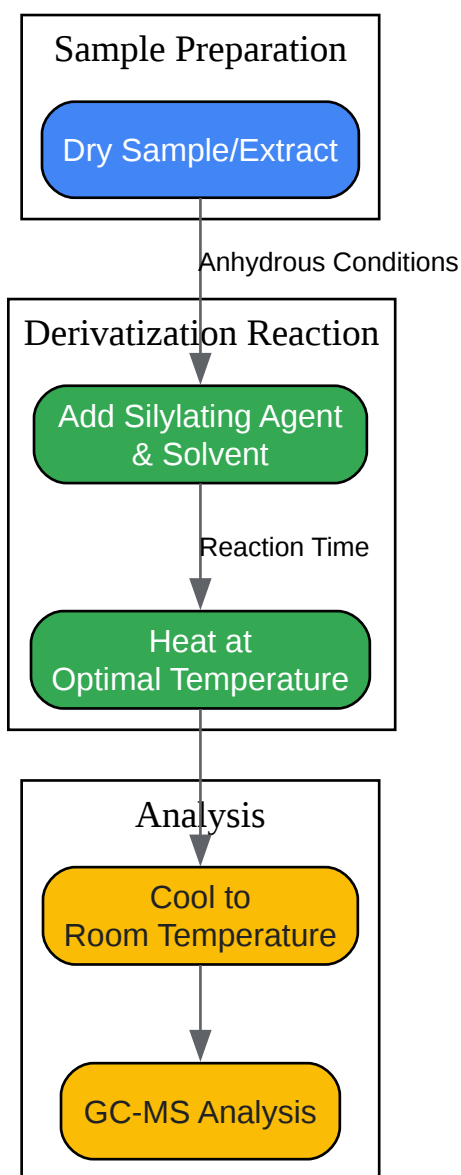 Sample Preparation
Dry Sample/Extract
Anhydrous Conditions
Derivatization Reaction
Add Silylating Agent
& Solvent
Reaction Time
Heat at
Optimal Temperature
Analysis
Cool to
Room Temperature
GC-MS Analysis